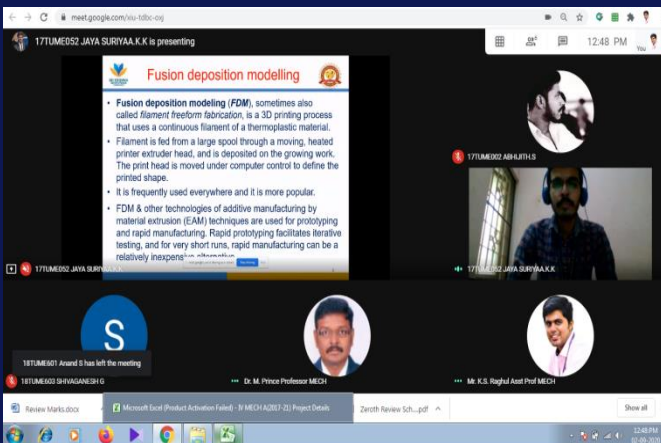 meet.google.com/xiu-tdbc-oxj
17TUME052 JAYA SURIYAA.K.K is presenting
12:48 PM
You
Fusion deposition modelling
• Fusion deposition modeling (FDM), sometimes also
called filament freeform fabrication, is a 3D printing process
that uses a continuous filament of a thermoplastic material.
• Filament is fed from a large spool through a moving, heated
printer extruder head, and is deposited on the growing work.
The print head is moved under computer control to define the
printed shape.
• It is frequently used everywhere and it is more popular.
• FDM & other technologies of additive manufacturing by
material extrusion (EAM) techniques are used for prototyping
and rapid manufacturing. Rapid prototyping facilitates iterative
testing, and for very short runs, rapid manufacturing can be a
relatively inexpensive alternative
17TUME002 ABHIJITH.S
17TUME052 JAYA SURIYAA.K.K
17TUME052 JAYA SURIYAA.K.K
S
18TUME601 Anand S has left the meeting
18TUME603 SHIVAGANESH G
Dr. M. Prince Professor MECH
Mr. K.S. Raghul Asst Prof MECH
Review Marks.docx
Microsoft Excel (Product Activation Failed) - IV MECH A(2017-21) Project Details
Zeroth Review Sch....pdf
Show all
12:48 PM